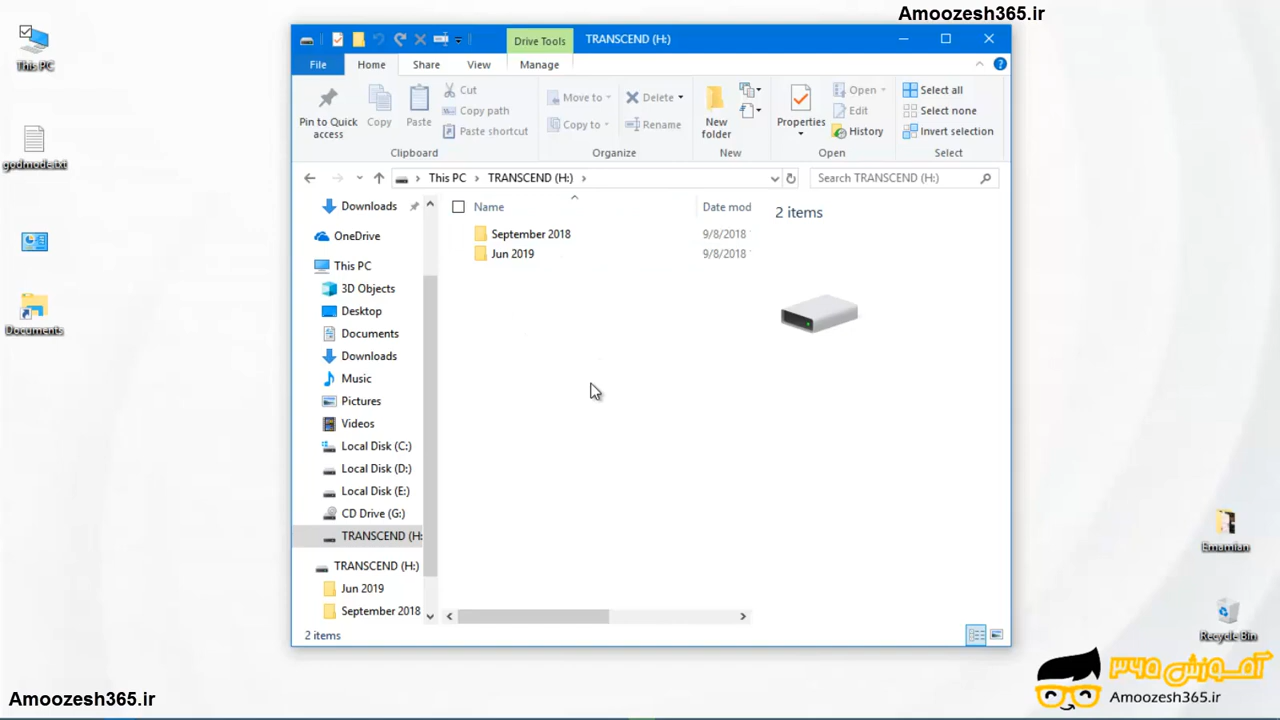 Amoozesh365.ir
This PC
godmode.txt
Documents
Drive Tools
TRANSCEND (H:)
File
Home
Share
View
Manage
Pin to Quick access
Copy
Paste
Cut
Copy path
Paste shortcut
Clipboard
Move to
Copy to
Delete
Rename
Organize
New folder
New
Properties
Open
Edit
History
Open
Select all
Select none
Invert selection
Select
This PC
TRANSCEND (H:)
Search TRANSCEND (H:)
Downloads
OneDrive
This PC
3D Objects
Desktop
Documents
Downloads
Music
Pictures
Videos
Local Disk (C:)
Local Disk (D:)
Local Disk (E:)
CD Drive (G:)
TRANSCEND (H:
TRANSCEND (H:)
Jun 2019
September 2018
Name
Date mod
September 2018
9/8/2018
Jun 2019
9/8/2018
2 items
2 items
Emamian
Recycle Bin
Amoozesh365.ir
آموزش ۳۶۵
Amoozesh365.ir